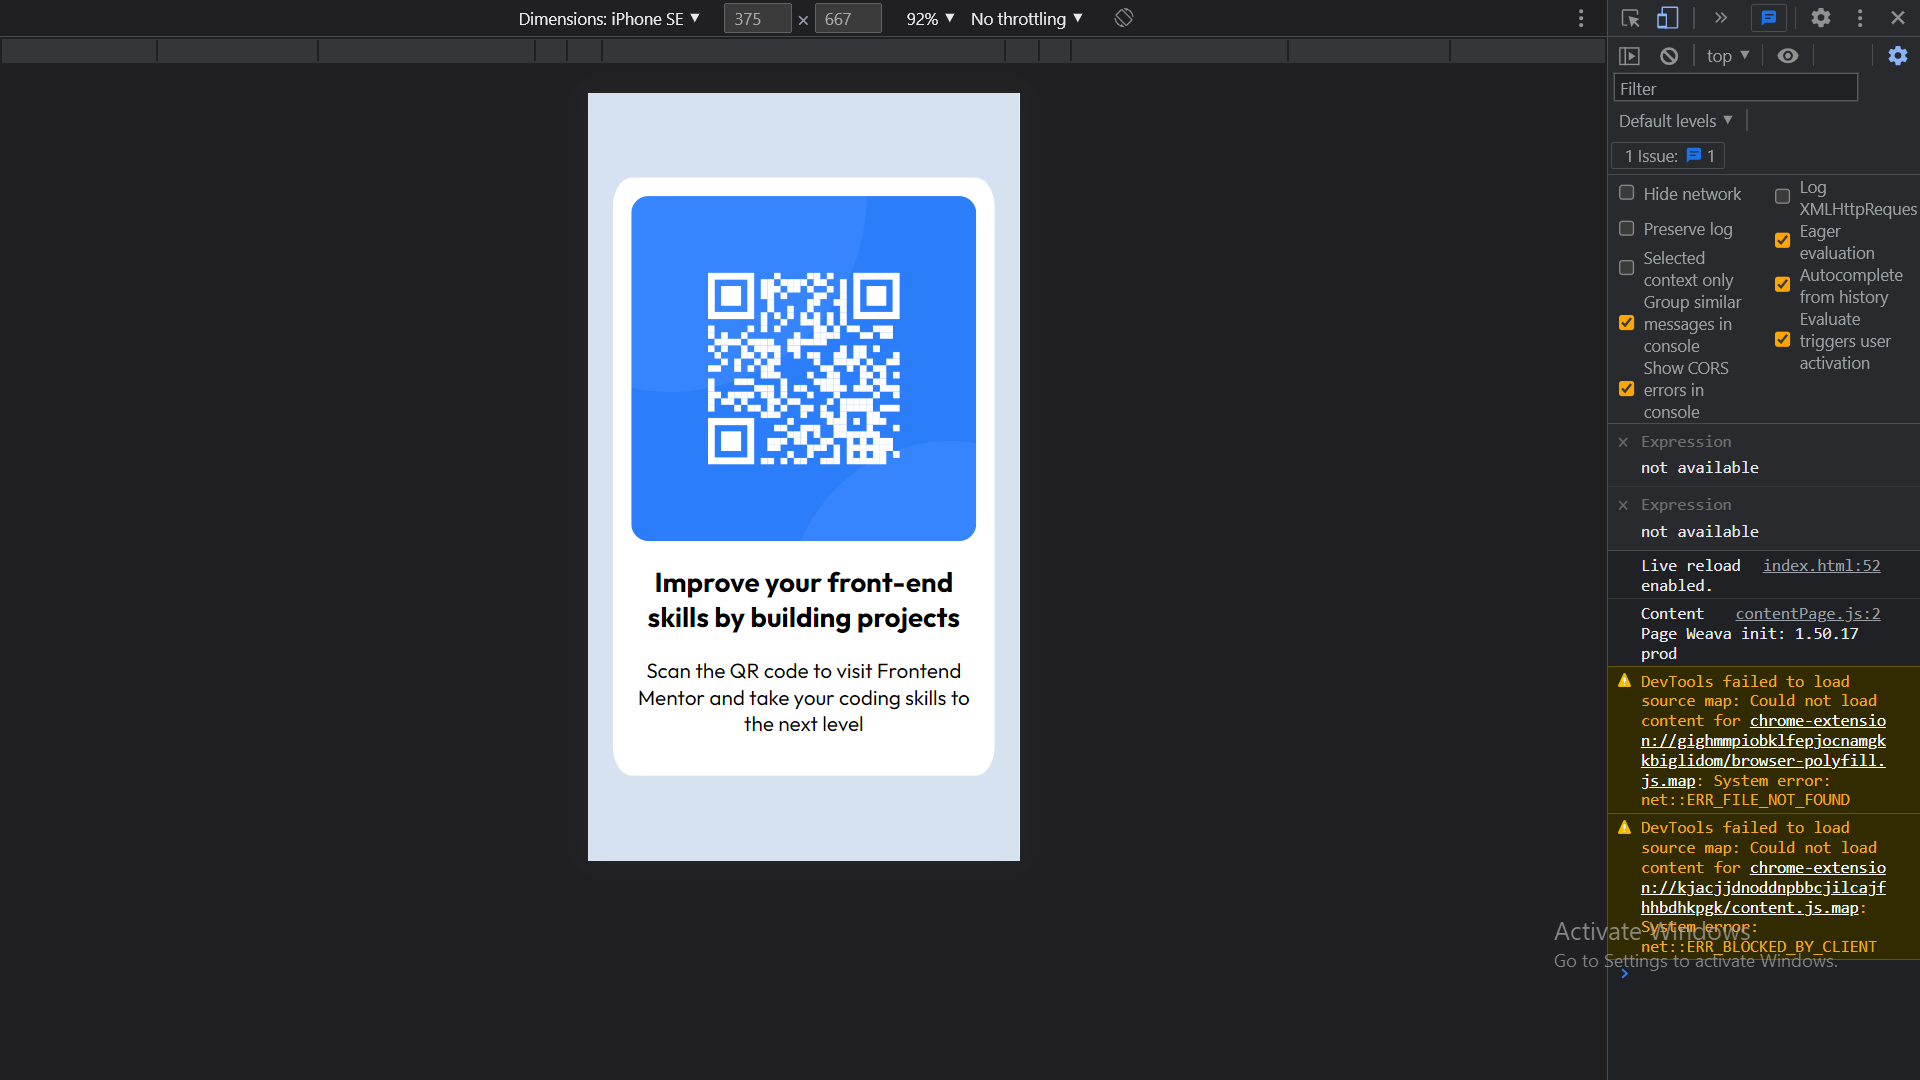 Dimensions: iPhone SE ▼ 375 × 667 92% ▼ No throttling ▼
top ▼
Filter
Default levels ▼
1 Issue: 1
Hide network
Log
XMLHttpReques
Preserve log
Eager
evaluation
Selected
context only
Autocomplete
from history
Group similar
messages in
console
Evaluate
triggers user
activation
Show CORS
errors in
console
Expression
not available
Expression
not available
Live reload index.html:52
enabled.
Content contentPage.js:2
Page Weava init: 1.50.17
prod
DevTools failed to load
source map: Could not load
content for chrome-extensio
n://gighmmpiobklfepjocnamgk
kbiglidom/browser-polyfill.
js.map: System error:
net::ERR_FILE_NOT_FOUND
DevTools failed to load
source map: Could not load
content for chrome-extensio
n://kjacjjdnoddnpbbcjilcajf
hhbdhkpgk/content.js.map:
System error:
net::ERR_BLOCKED_BY_CLIENT
Improve your front-end
skills by building projects
Scan the QR code to visit Frontend
Mentor and take your coding skills to
the next level
Activate Windows
Go to Settings to activate Windows.